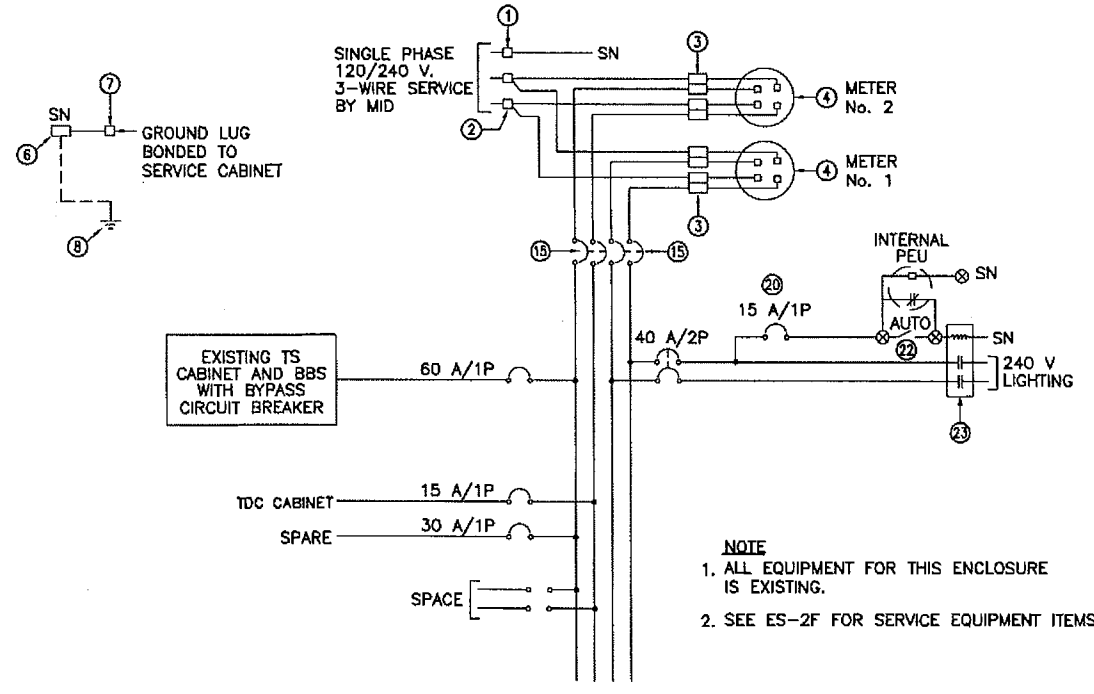 1
SINGLE PHASE
120/240 V.
3-WIRE SERVICE
BY MID
SN
2
3
4 METER
No. 2
4 METER
No. 1
3
7
SN
6
GROUND LUG
BONDED TO
SERVICE CABINET
8
15
15
INTERNAL
PEU
SN
20
15 A/1P
AUTO
22
SN
40 A/2P
240 V
LIGHTING
23
EXISTING TS
CABINET AND BBS
WITH BYPASS
CIRCUIT BREAKER
60 A/1P
TDC CABINET
15 A/1P
SPARE
30 A/1P
SPACE
NOTE
1. ALL EQUIPMENT FOR THIS ENCLOSURE
IS EXISTING.
2. SEE ES-2F FOR SERVICE EQUIPMENT ITEMS